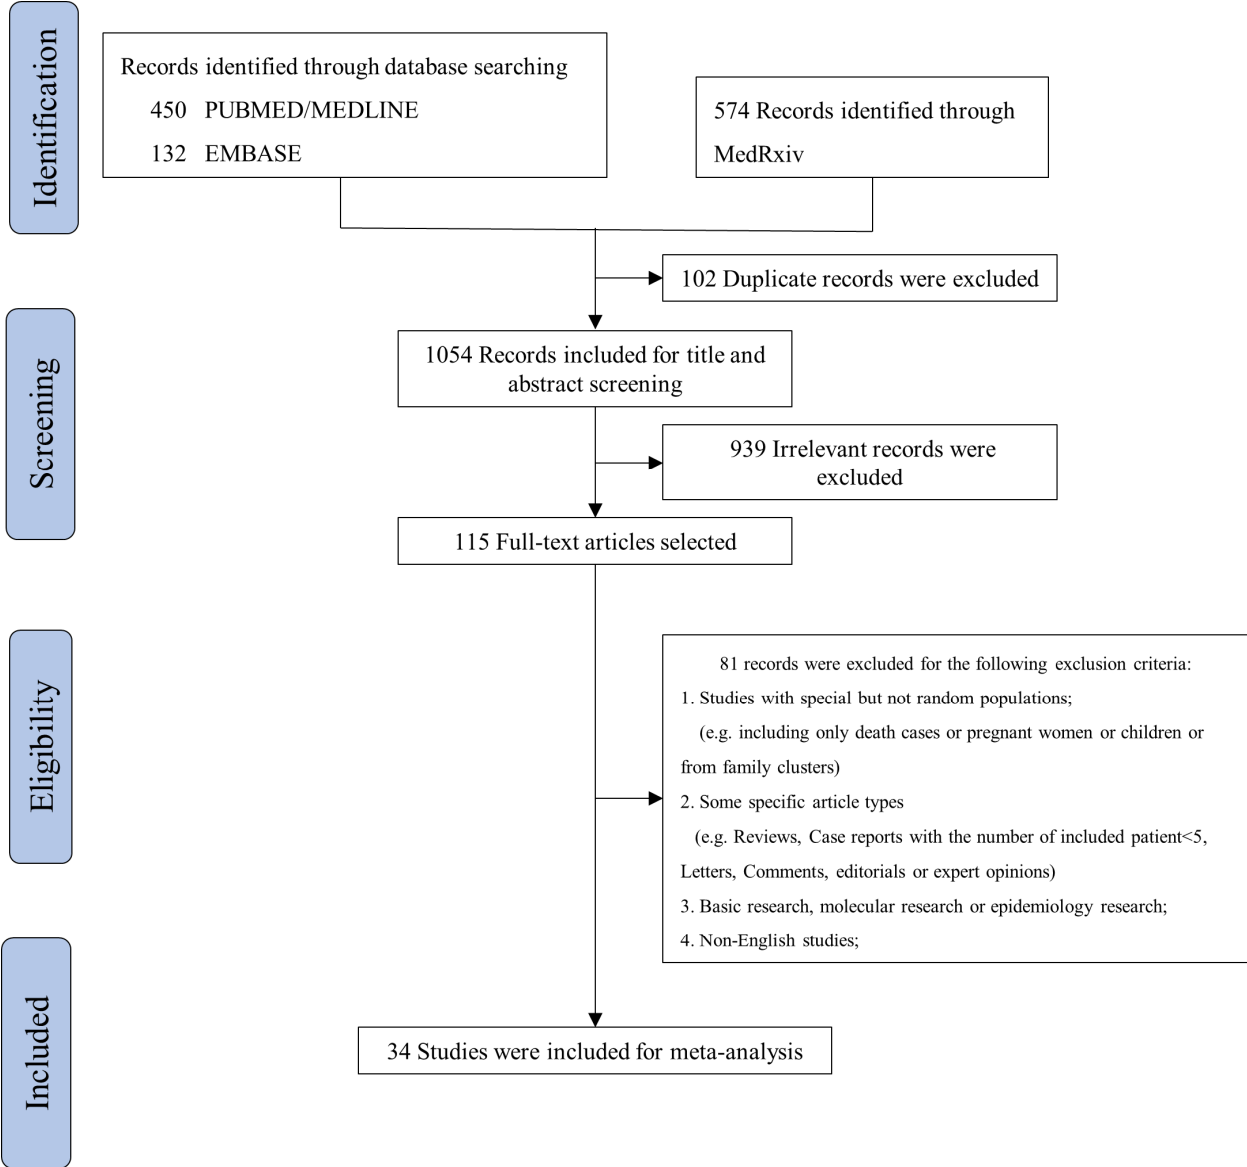 Identification
Records identified through database searching
450 PUBMED/MEDLINE
132 EMBASE
574 Records identified through
MedRxiv
102 Duplicate records were excluded
Screening
1054 Records included for title and
abstract screening
939 Irrelevant records were
excluded
115 Full-text articles selected
Eligibility
81 records were excluded for the following exclusion criteria:
1. Studies with special but not random populations;
(e.g. including only death cases or pregnant women or children or
from family clusters)
2. Some specific article types
(e.g. Reviews, Case reports with the number of included patient<5,
Letters, Comments, editorials or expert opinions)
3. Basic research, molecular research or epidemiology research;
4. Non-English studies;
Included
34 Studies were included for meta-analysis